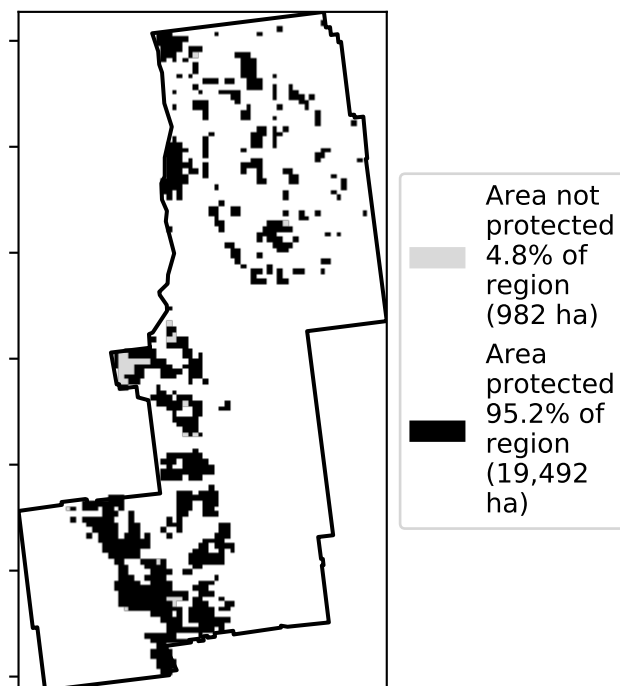 Area not
protected
4.8% of
region
(982 ha)
Area
protected
95.2% of
region
(19,492
ha)